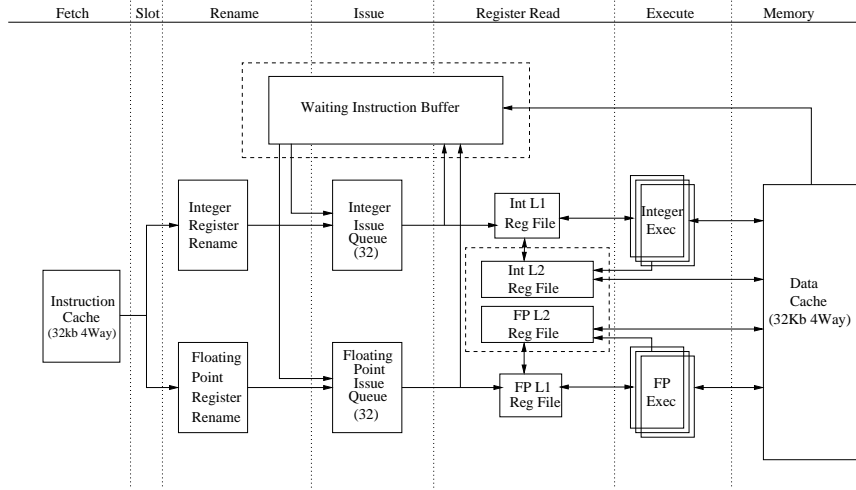 Fetch
Slot
Rename
Issue
Register Read
Execute
Memory
Waiting Instruction Buffer
Integer
Register
Rename
Integer
Issue
Queue
(32)
Int L1
Reg File
Integer
Exec
Int L2
Reg File
Instruction
Cache
(32kb 4Way)
Data
Cache
(32Kb 4Way)
FP L2
Reg File
Floating
Point
Register
Rename
Floating
Point
Issue
Queue
(32)
FP L1
Reg File
FP
Exec